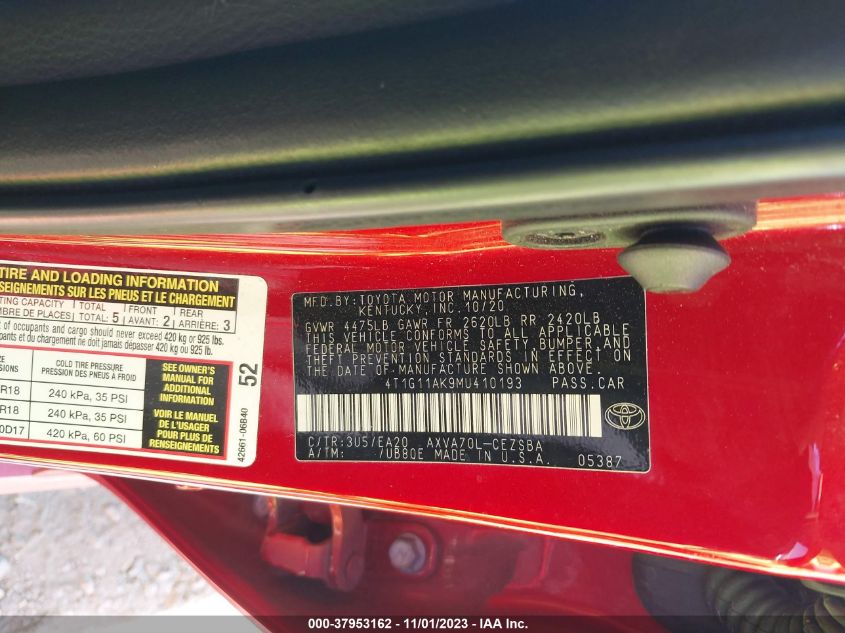 TIRE AND LOADING INFORMATION
SEIGNEMENTS SUR LES PNEUS ET LE CHARGEMENT
TING CAPACITY TOTAL FRONT REAR
MBRE DE PLACES TOTAL: 5 AVANT: 2 ARRIÈRE: 3
t of occupants and cargo should never exceed 420 kg or 925 lbs.
pants et du chargement ne doit jamais dépasser 420 kg ou 925 lb.
COLD TIRE PRESSURE
PRESSION DES PNEUS A FROID
R18 240 kPa, 35 PSI
R18 240 kPa, 35 PSI
0D17 420 kPa, 60 PSI
SEE OWNER'S
MANUAL FOR
ADDITIONAL
INFORMATION
VOIR LE MANUEL
DE L'USAGER
POUR PLUS DE
RENSEIGNEMENTS
52
42661-06B40
MFD.BY:TOYOTA MOTOR MANUFACTURING,
KENTUCKY,INC.10/20
GVWR 4475LB GAWR FR 2620LB RR 2420LB
THIS VEHICLE CONFORMS TO ALL APPLICABLE
FEDERAL MOTOR VEHICLE SAFETY,BUMPER,AND
THEFT PREVENTION STANDARDS IN EFFECT ON
THE DATE OF MANUFACTURE SHOWN ABOVE.
4T1G11AK9MU410193 PASS.CAR
C/TR:3U5/EA20 AXVA70L-CEZSBA
A/TM: /UB80E MADE IN U.S.A. 05387
000-37953162 - 11/01/2023 - IAA Inc.